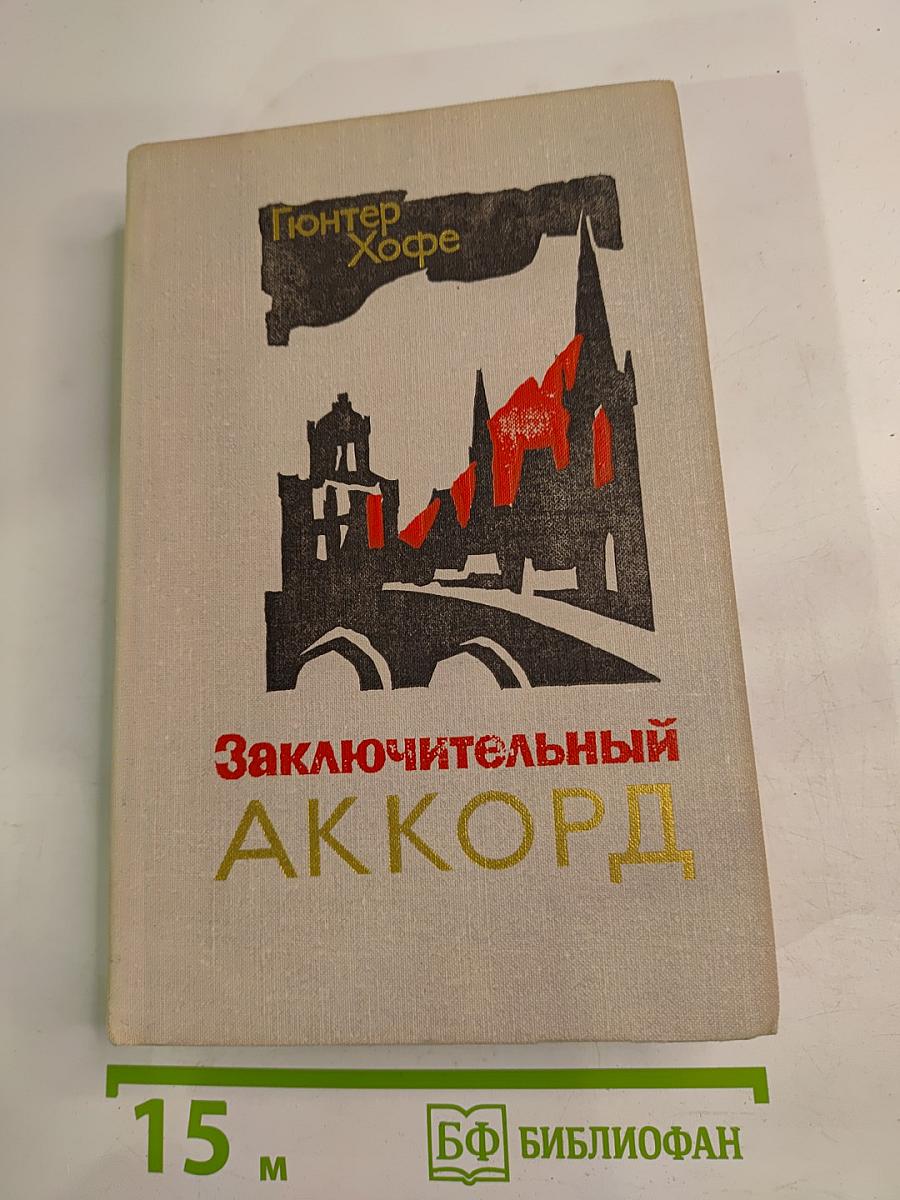 Гюнтер
Хофе
Заключительный
АККОРД
15 м
БФ БИБЛИОФАН